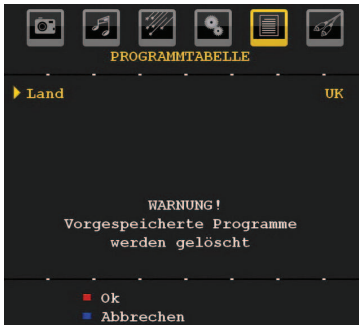 PROGRAMMTABELLE
Land UK
WARNUNG!
Vorgespeicherte Programme
werden gelöscht
Ok
Abbrechen